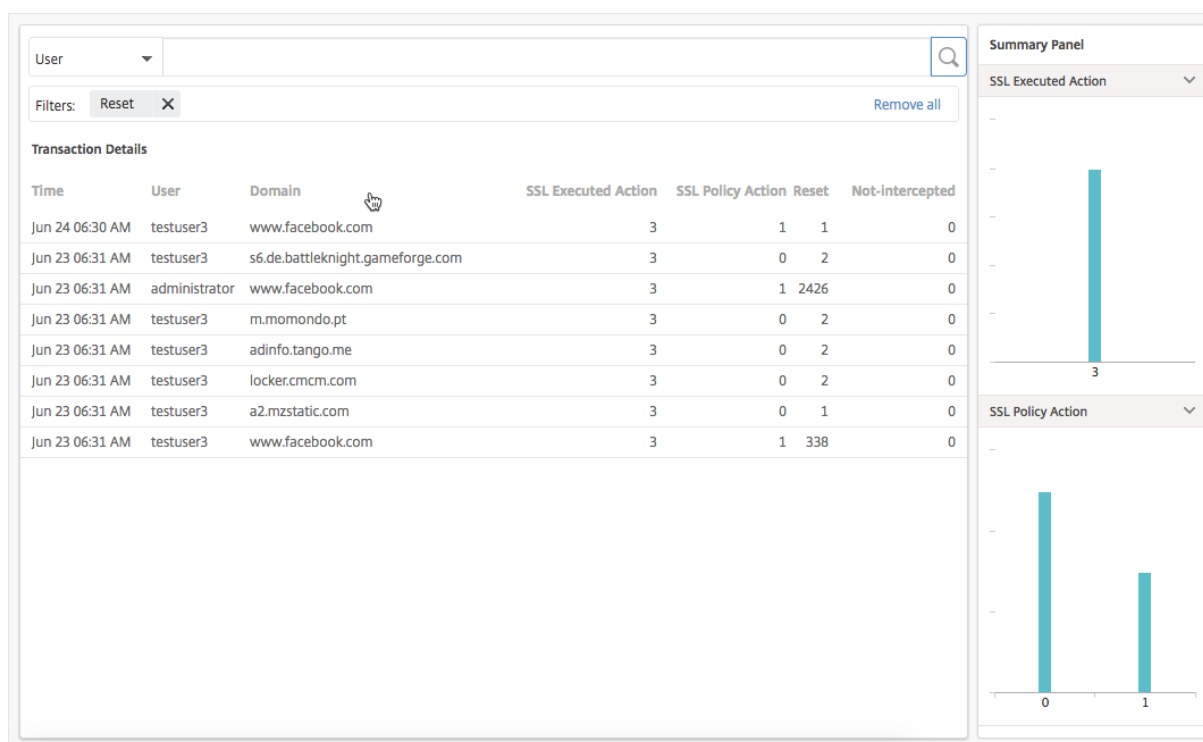 User
Filters: Reset X Remove all
Transaction Details
Time User Domain SSL Executed Action SSL Policy Action Reset Not-intercepted
Jun 24 06:30 AM testuser3 www.facebook.com 3 1 1 0
Jun 23 06:31 AM testuser3 s6.de.battleknight.gameforge.com 3 0 2 0
Jun 23 06:31 AM administrator www.facebook.com 3 1 2426 0
Jun 23 06:31 AM testuser3 m.momondo.pt 3 0 2 0
Jun 23 06:31 AM testuser3 adinfo.tango.me 3 0 2 0
Jun 23 06:31 AM testuser3 locker.cmcm.com 3 0 2 0
Jun 23 06:31 AM testuser3 a2.mzstatic.com 3 0 1 0
Jun 23 06:31 AM testuser3 www.facebook.com 3 1 338 0
Summary Panel
SSL Executed Action
3
SSL Policy Action
0 1